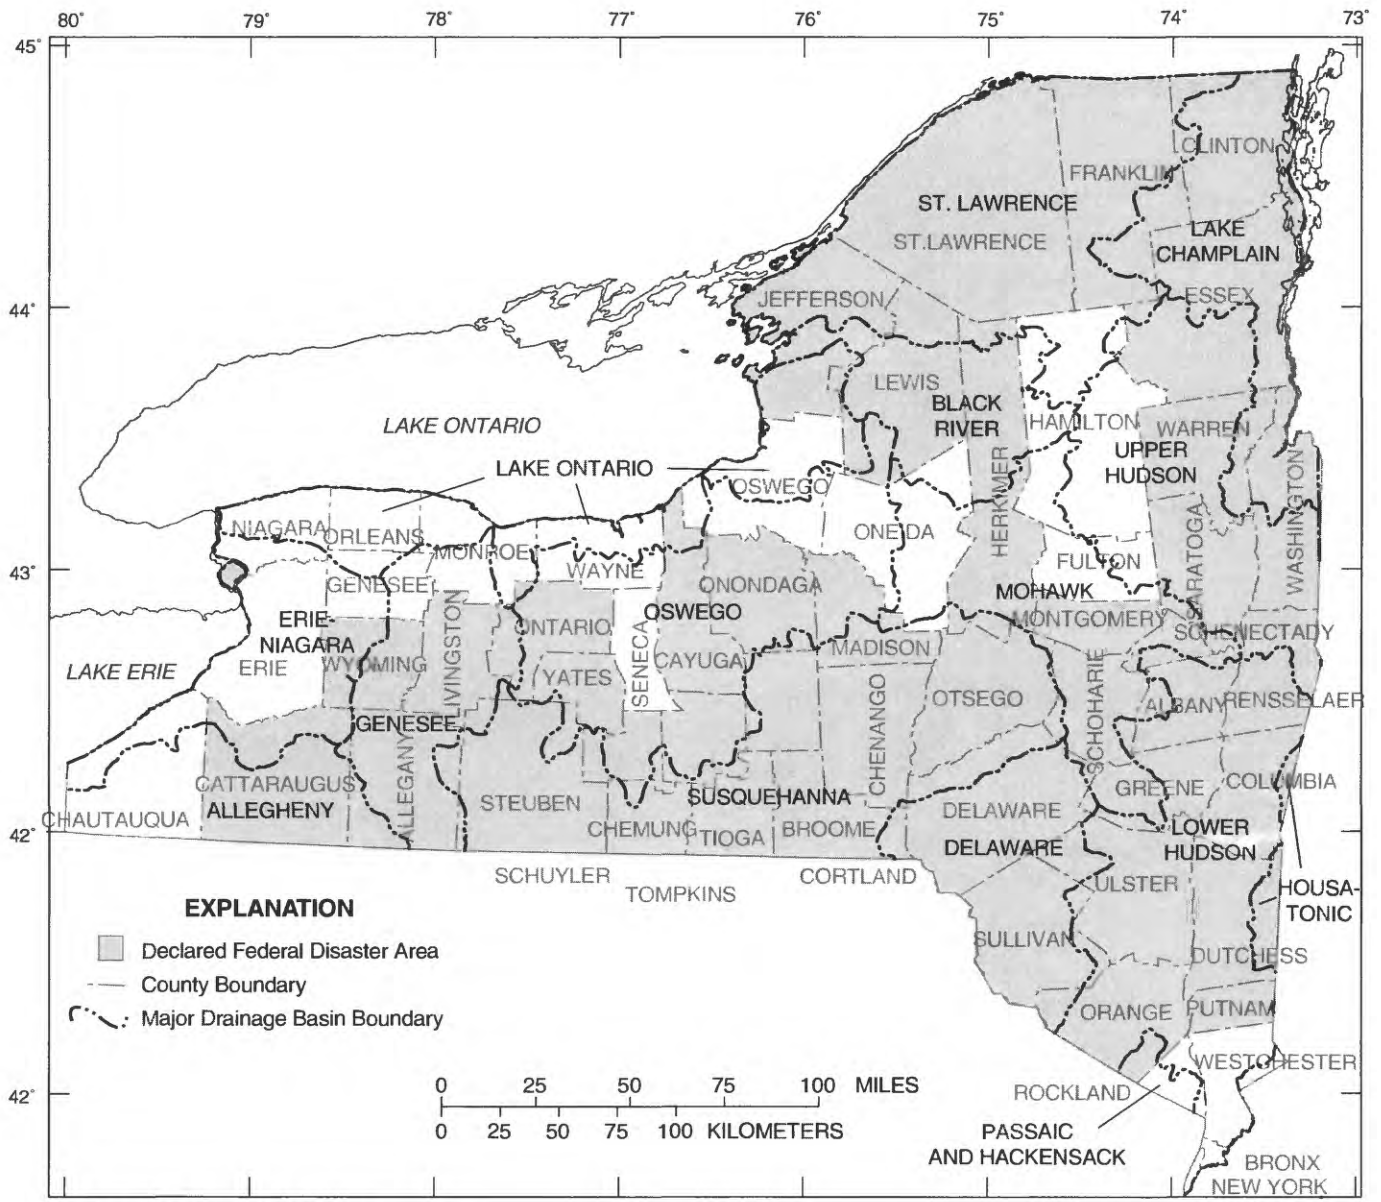 80° 79° 78° 77° 76° 75° 74° 73°
45°
CLINTON
FRANKLIN
ST. LAWRENCE
ST.LAWRENCE
LAKE
CHAMPLAIN
ESSEX
JEFFERSON
44°
LEWIS
BLACK
RIVER
HAMILTON
WARREN
UPPER
HUDSON
LAKE ONTARIO
LAKE ONTARIO
OSWEGO
HERKIMER
WASHINGTON
NIAGARA
ORLEANS
MONROE
ONEIDA
SARATOGA
43°
GENESEE
WAYNE
ONONDAGA
FULTON
MOHAWK
ERIE
NIAGARA
LIVINGSTON
ONTARIO
OSWEGO
MONTGOMERY
SCHENECTADY
LAKE ERIE
ERIE
WYOMING
YATES
SENECA
CAYUGA
MADISON
OTSEGO
SCHOHARIE
ALBANY
RENSSELAER
GENESEE
ALLEGANY
CHENANGO
CATTARAUGUS
ALLEGHENY
STEUBEN
SUSQUEHANNA
DELAWARE
GREENE
COLUMBIA
CHAUTAUQUA
42°
CHEMUNG
TIOGA
BROOME
DELAWARE
LOWER
HUDSON
SCHUYLER
TOMPKINS
CORTLAND
ULSTER
HOUSA-
TONIC
SULLIVAN
DUTCHESS
ORANGE
PUTNAM
WESTCHESTER
ROCKLAND
PASSAIC
AND HACKENSACK
BRONX
NEW YORK
EXPLANATION
Declared Federal Disaster Area
County Boundary
Major Drainage Basin Boundary
42°
0 25 50 75 100 MILES
0 25 50 75 100 KILOMETERS